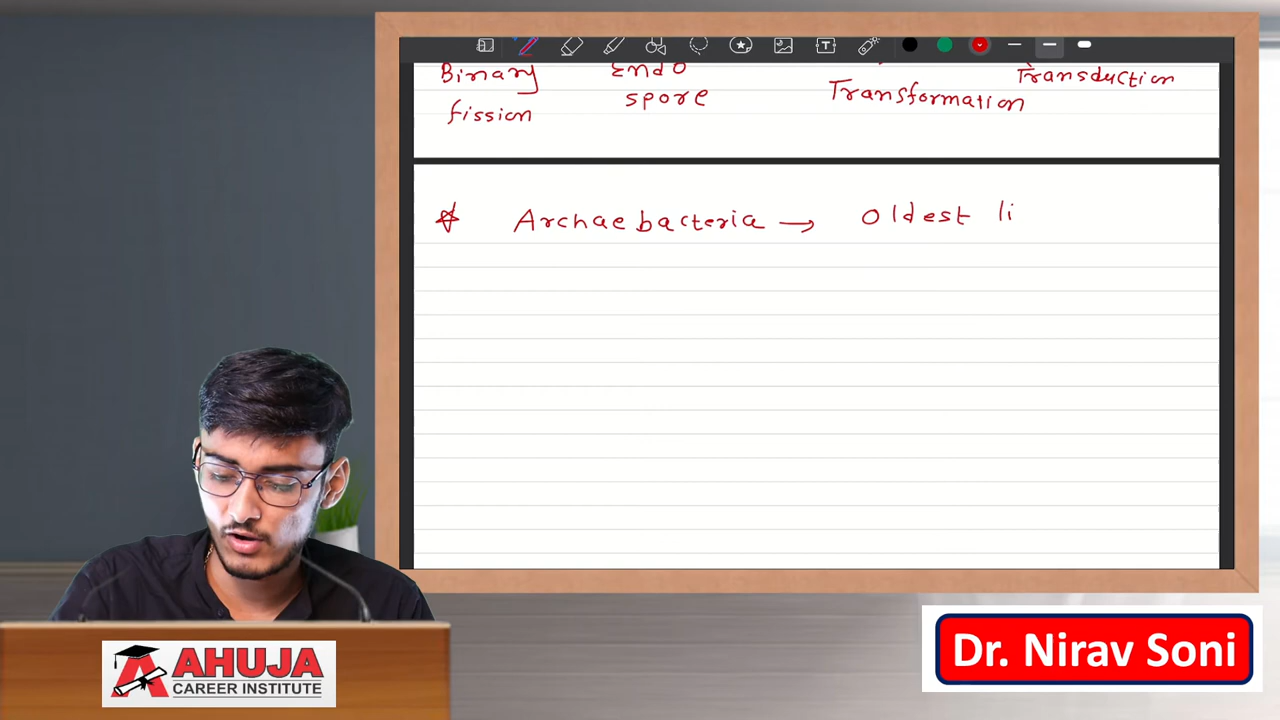 Binary Endo Transduction
fission spore Transformation
☆ Archaebacteria → Oldest li
AHUJA
CAREER INSTITUTE
Dr. Nirav Soni